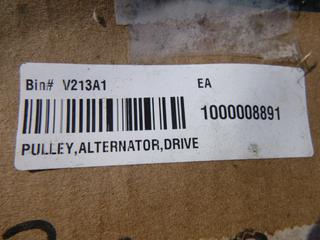 Bin# V213A1 EA
1000008891
PULLEY,ALTERNATOR,DRIVE